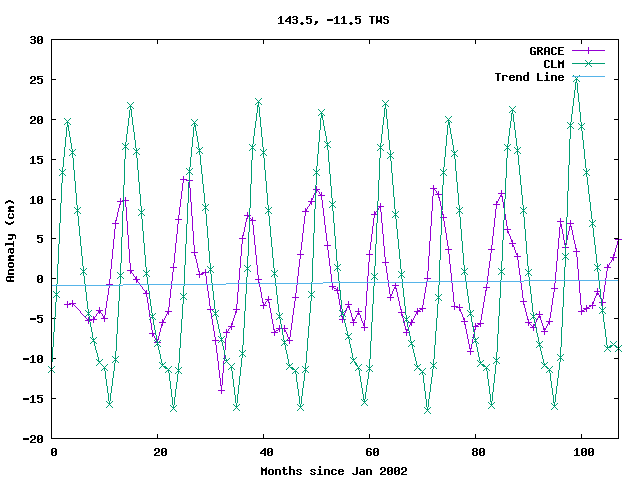 143.5, -11.5 TWS
30
25
20
15
10
5
0
-5
-10
-15
-20
Anomaly (cm)
GRACE
CLM
Trend Line
0 20 40 60 80 100
Months since Jan 2002